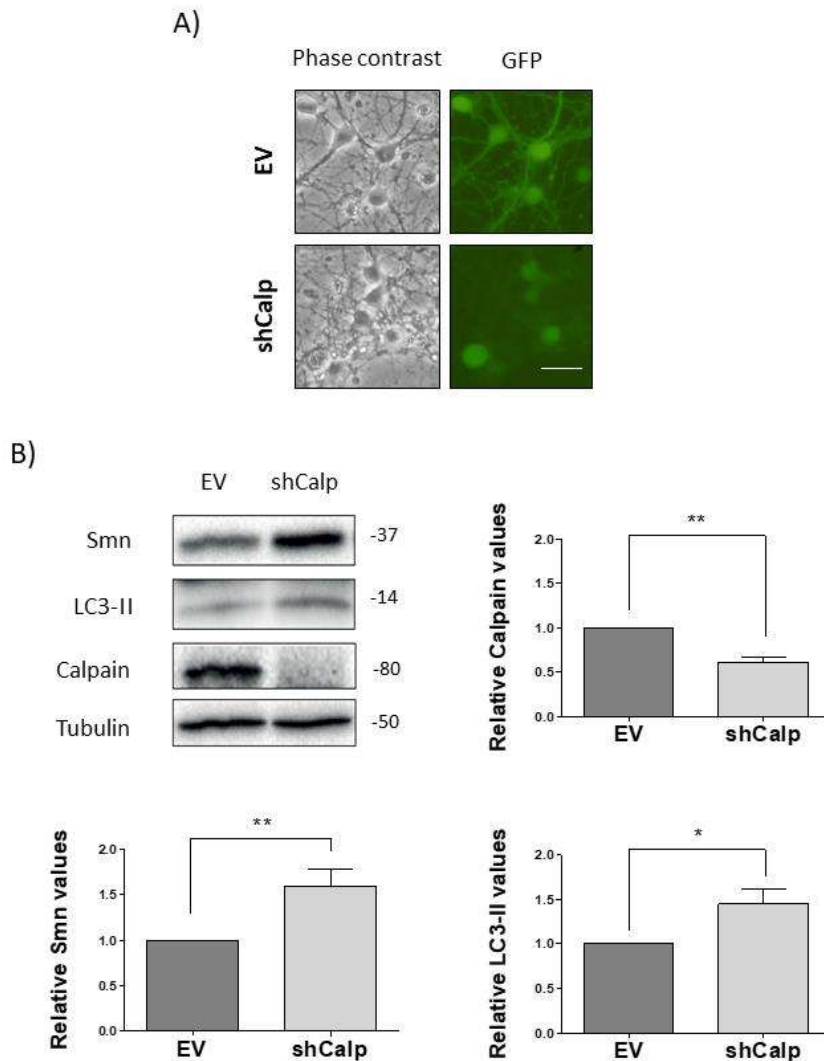 A)
Phase contrast GFP
EV
shCalp
B)
EV shCalp
Smn -37
LC3-II -14
Calpain -80
Tubulin -50
**
Relative Calpain values
2.0
1.5
1.0
0.5
0.0
EV shCalp
**
Relative Smn values
2.0
1.5
1.0
0.5
0.0
EV shCalp
*
Relative LC3-II values
2.0
1.5
1.0
0.5
0.0
EV shCalp